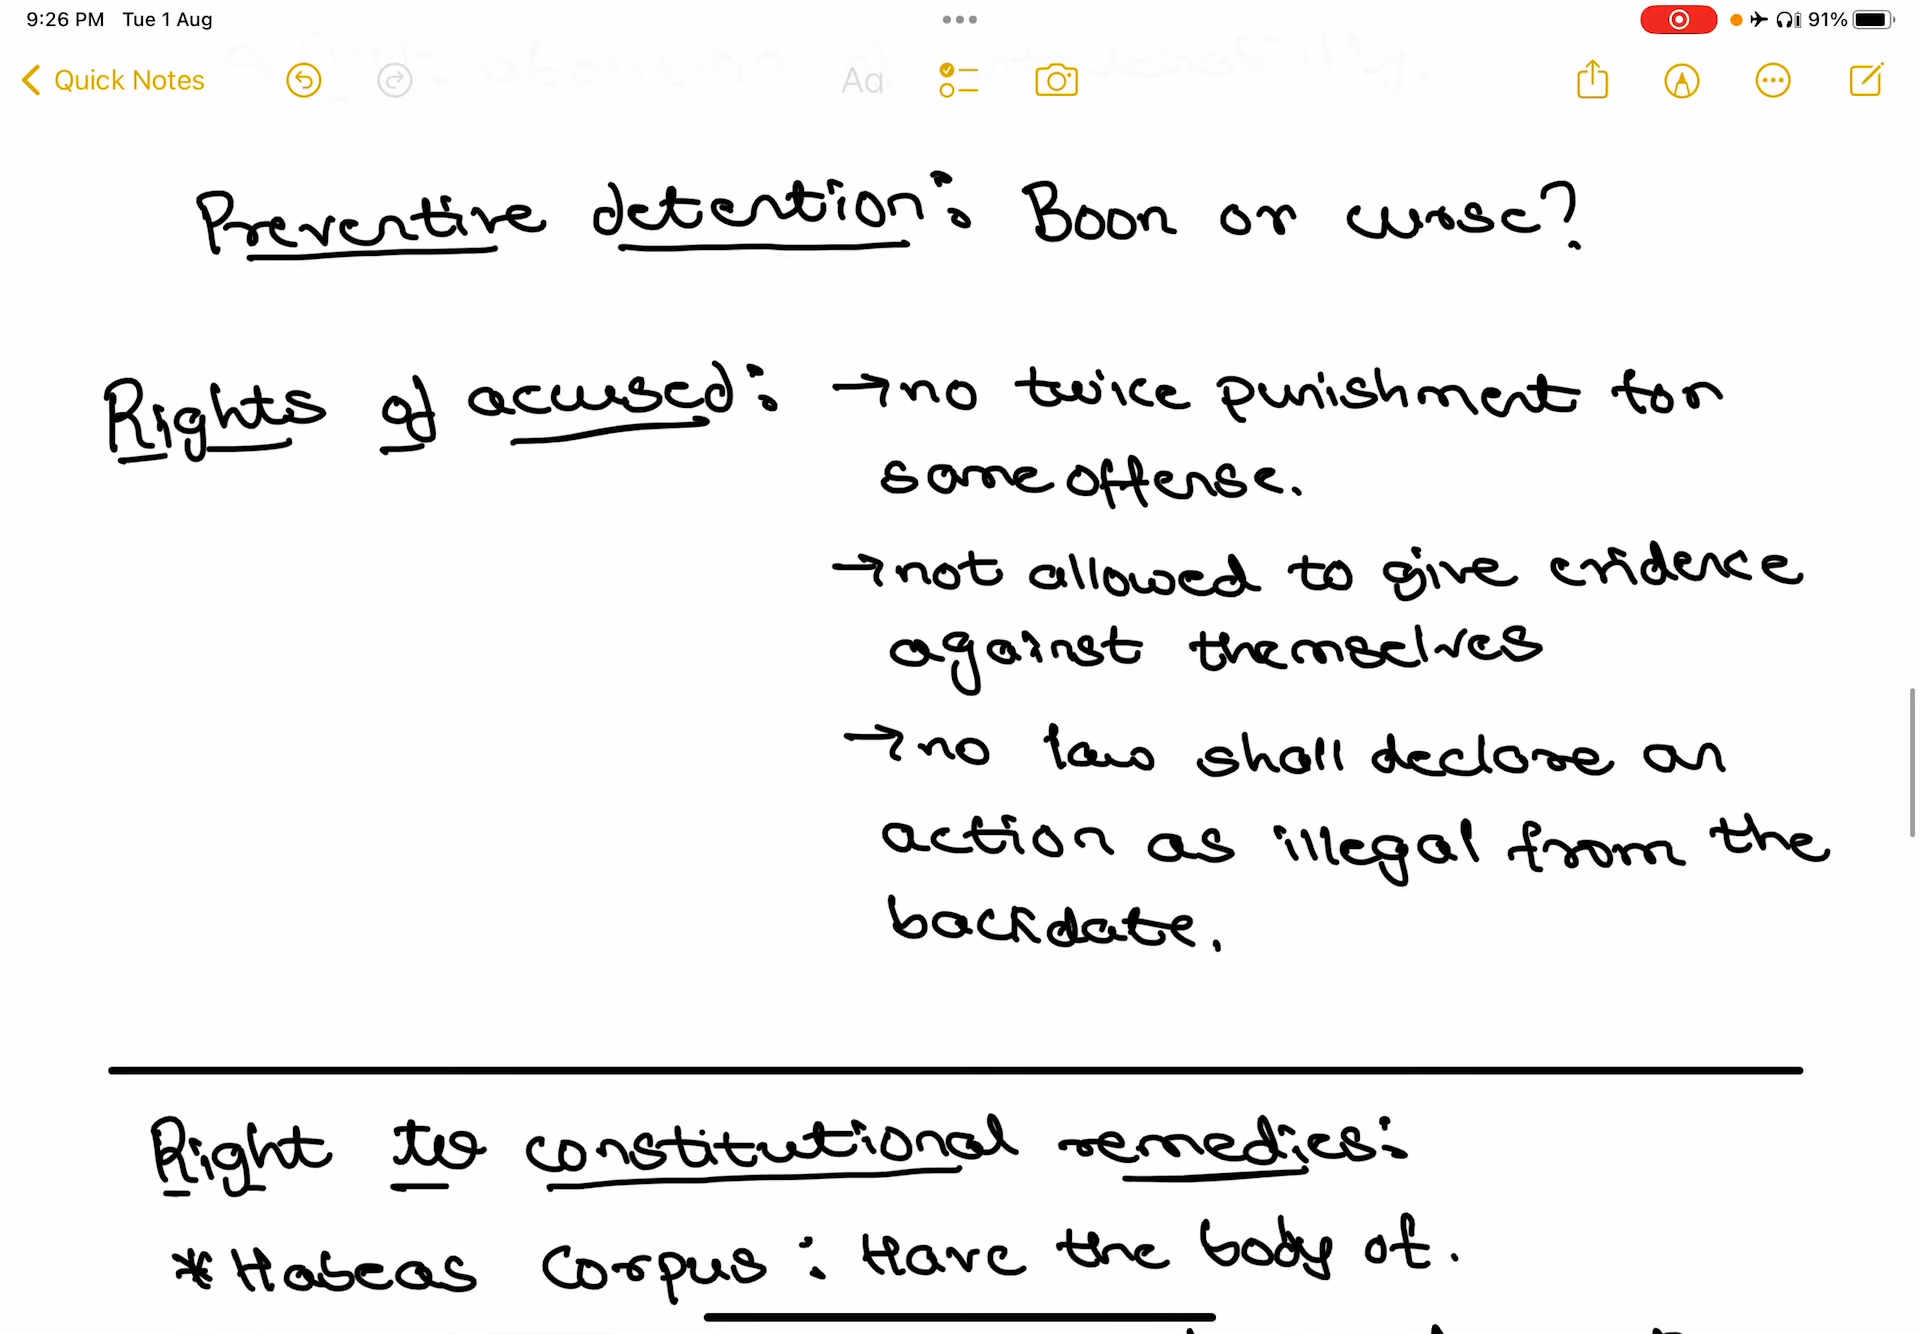 9:26 PM Tue 1 Aug
91%
Quick Notes
Aa
Preventive detention: Boon or curse?
Rights of accused: → no twice punishment for
same offense.
→ not allowed to give evidence
against themselves
→ no law shall declare an
action as illegal from the
backdate.
Right to constitutional remedies:
* Habeas Corpus: Have the body of.